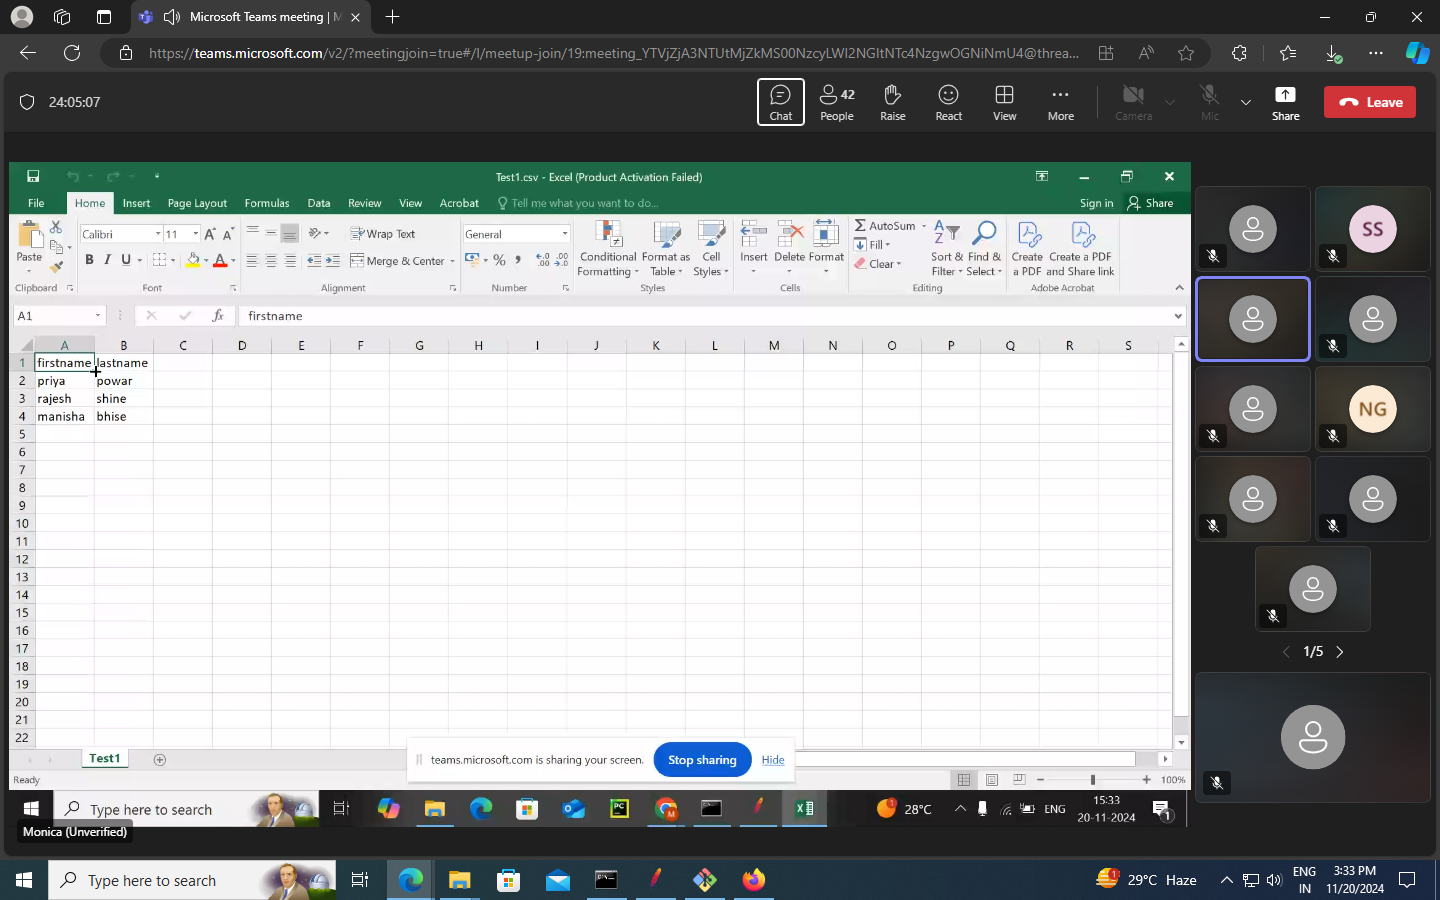 Microsoft Teams meeting | M
https://teams.microsoft.com/v2/?meetingjoin=true#/l/meetup-join/19:meeting_YTVjZjA3NTUtMjZkMS00NzcyLWI2NGItNTc4NzgwOGNiNmU4@threa...
24:05:07
Chat
42
People
Raise
React
View
More
Camera
Mic
Share
Leave
Test1.csv - Excel (Product Activation Failed)
File Home Insert Page Layout Formulas Data Review View Acrobat Tell me what you want to do... Sign in Share
Paste
Clipboard
Calibri 11
B I U
Font
Wrap Text
Merge & Center
Alignment
General
Number
Conditional Formatting
Format as Table
Cell Styles
Styles
Insert Delete Format
Cells
AutoSum
Fill
Clear
Sort & Filter
Find & Select
Editing
Create a PDF
Create a PDF and Share link
Adobe Acrobat
A1 fx firstname
A B C D E F G H I J K L M N O P Q R S
1 firstname lastname
2 priya powar
3 rajesh shine
4 manisha bhise
5
6
7
8
9
10
11
12
13
14
15
16
17
18
19
20
21
22
SS
NG
1/5
Test1
teams.microsoft.com is sharing your screen. Stop sharing Hide
Ready
100%
Type here to search
28°C
ENG
15:33
20-11-2024
1
Monica (Unverified)
Type here to search
29°C Haze
ENG
IN
3:33 PM
11/20/2024